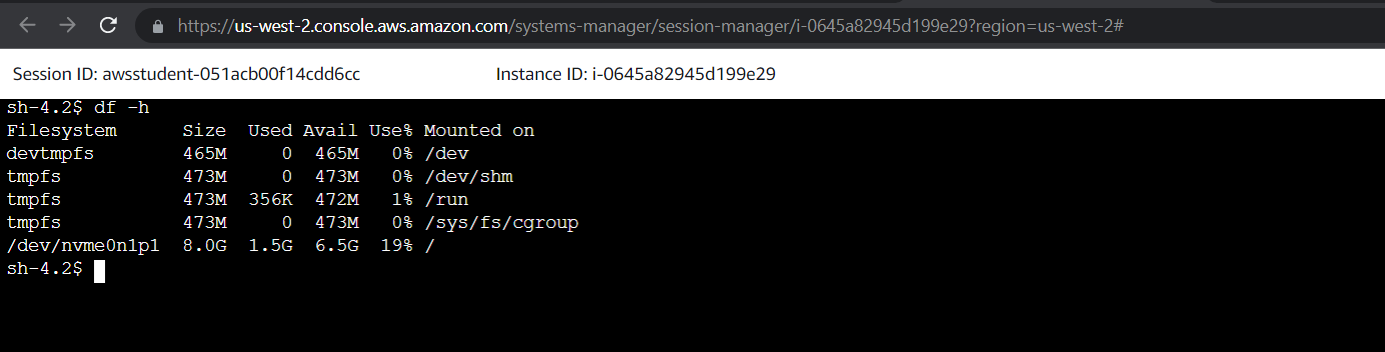 https://us-west-2.console.aws.amazon.com/systems-manager/session-manager/i-0645a82945d199e29?region=us-west-2#
Session ID: awsstudent-051acb00f14cdd6cc Instance ID: i-0645a82945d199e29
sh-4.2$ df -h
Filesystem      Size  Used Avail Use% Mounted on
devtmpfs        465M     0  465M   0% /dev
tmpfs           473M     0  473M   0% /dev/shm
tmpfs           473M  356K  472M   1% /run
tmpfs           473M     0  473M   0% /sys/fs/cgroup
/dev/nvme0n1p1  8.0G  1.5G  6.5G  19% /
sh-4.2$